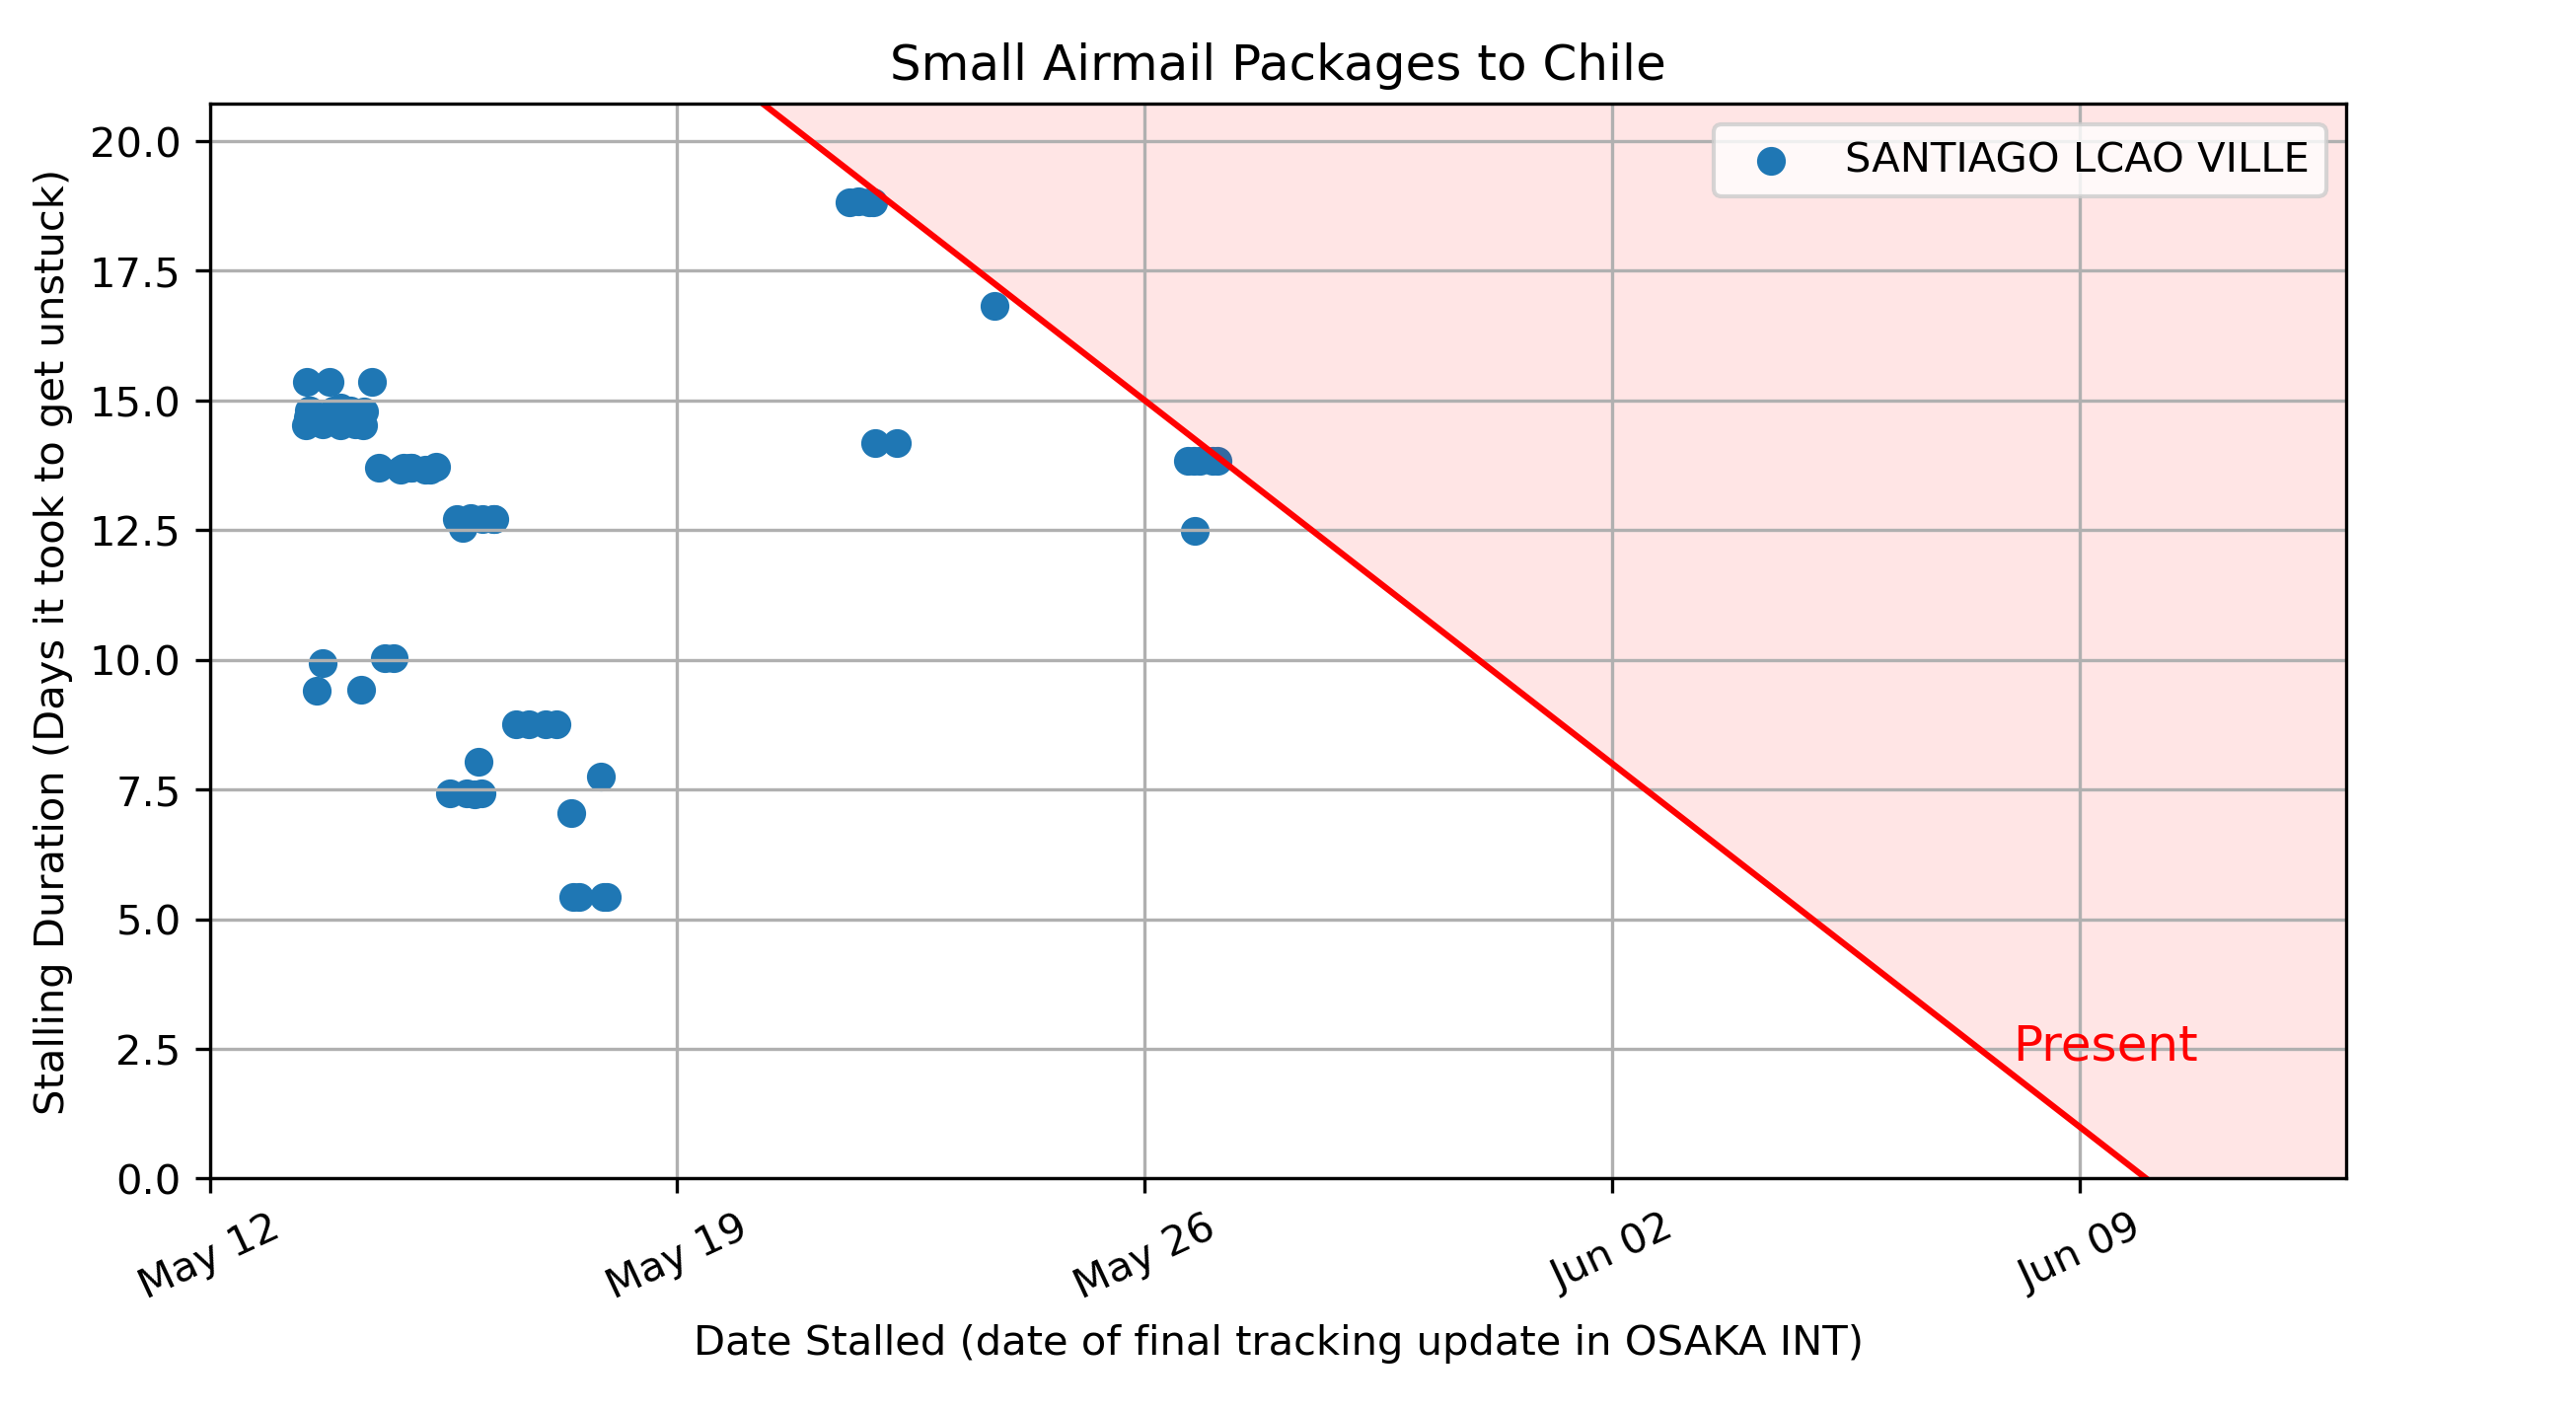 Small Airmail Packages to Chile
SANTIAGO LCAO VILLE
Stalling Duration (Days it took to get unstuck)
20.0
17.5
15.0
12.5
10.0
7.5
5.0
2.5
0.0
Present
May 12
May 19
May 26
Jun 02
Jun 09
Date Stalled (date of final tracking update in OSAKA INT)